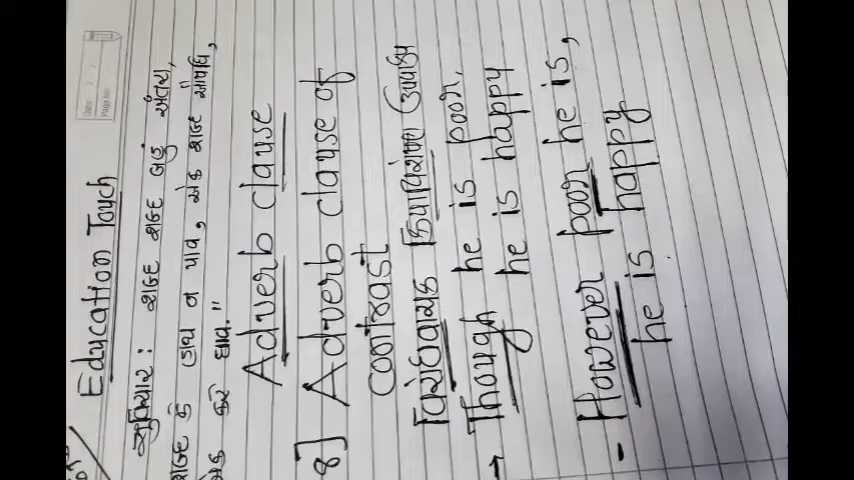 Education Touch
સુવિચાર : શબ્દ શબ્દ બહુ અંતરા,
શબ્દ કે હાથ ન પાવ, એક શબ્દ ઔષધિ,
એક કરે ઘાવ."
Adverb clause
8] Adverb clause of
contrast
વિરોધવાચક ક્રિયાવિશેષણ ઉપવાક્ય
→ Though he is poor,
he is happy
- However poor he is,
he is happy